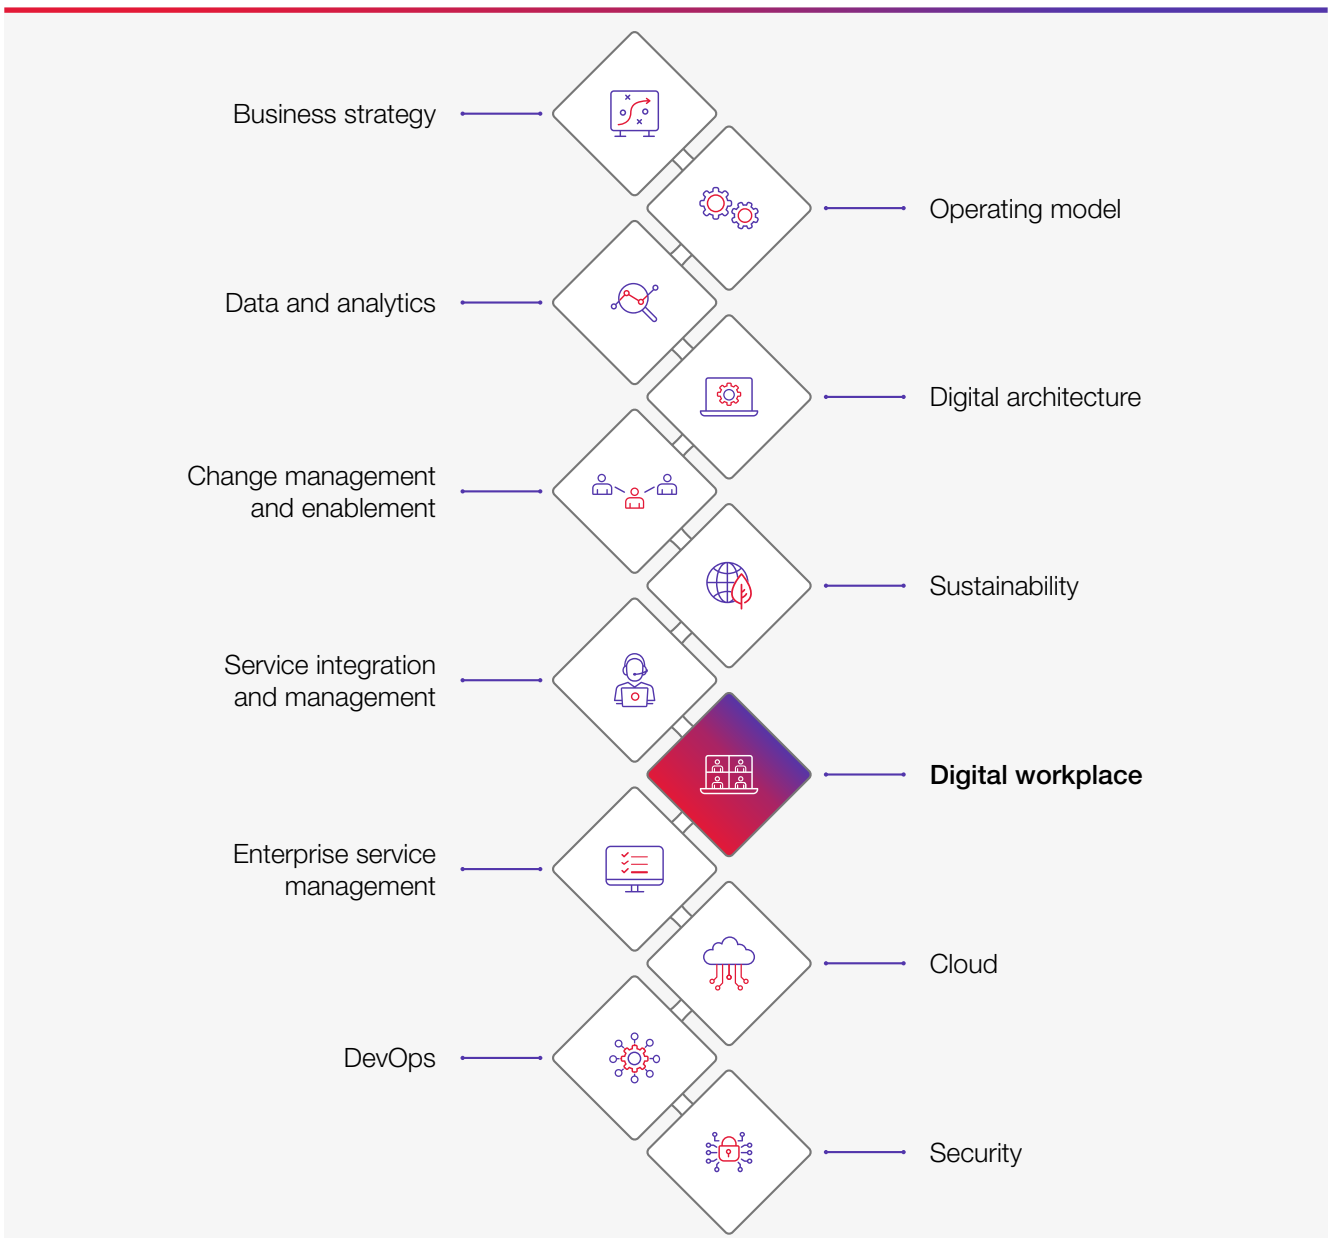 Business strategy
Operating model
Data and analytics
Digital architecture
Change management
and enablement
Sustainability
Service integration
and management
Digital workplace
Enterprise service
management
Cloud
DevOps
Security